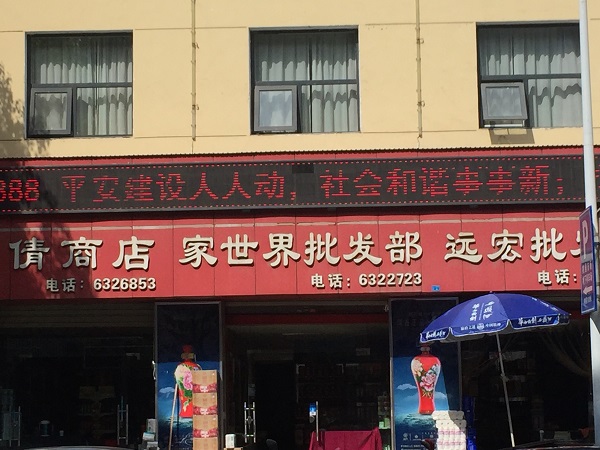 888 平安建设人人动，社会和谐事事新；
倩商店 家世界批发部 远宏批发
电话：6326853 电话：6322723 电话：
P